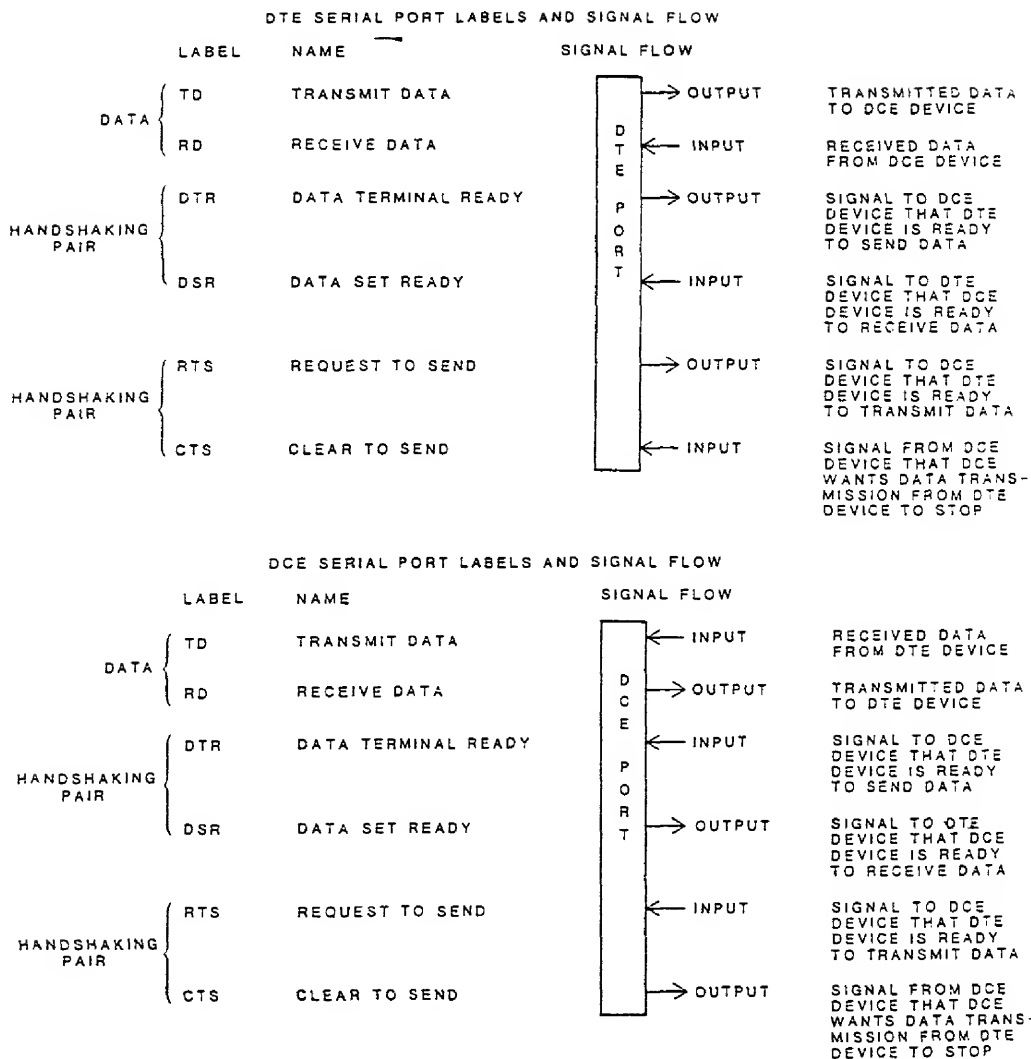 DTE SERIAL PORT LABELS AND SIGNAL FLOW
LABEL NAME SIGNAL FLOW
DATA
TD TRANSMIT DATA OUTPUT TRANSMITTED DATA
TO DCE DEVICE
RD RECEIVE DATA INPUT RECEIVED DATA
FROM DCE DEVICE
HANDSHAKING
PAIR
DTR DATA TERMINAL READY OUTPUT SIGNAL TO DCE
DEVICE THAT DTE
DEVICE IS READY
TO SEND DATA
DSR DATA SET READY INPUT SIGNAL TO DTE
DEVICE THAT DCE
DEVICE IS READY
TO RECEIVE DATA
HANDSHAKING
PAIR
RTS REQUEST TO SEND OUTPUT SIGNAL TO DCE
DEVICE THAT DTE
DEVICE IS READY
TO TRANSMIT DATA
CTS CLEAR TO SEND INPUT SIGNAL FROM DCE
DEVICE THAT DCE
WANTS DATA TRANS-
MISSION FROM DTE
DEVICE TO STOP
DTE PORT
DCE SERIAL PORT LABELS AND SIGNAL FLOW
LABEL NAME SIGNAL FLOW
DATA
TD TRANSMIT DATA INPUT RECEIVED DATA
FROM DTE DEVICE
RD RECEIVE DATA OUTPUT TRANSMITTED DATA
TO DTE DEVICE
HANDSHAKING
PAIR
DTR DATA TERMINAL READY INPUT SIGNAL TO DCE
DEVICE THAT DTE
DEVICE IS READY
TO SEND DATA
DSR DATA SET READY OUTPUT SIGNAL TO DTE
DEVICE THAT DCE
DEVICE IS READY
TO RECEIVE DATA
HANDSHAKING
PAIR
RTS REQUEST TO SEND INPUT SIGNAL TO DCE
DEVICE THAT DTE
DEVICE IS READY
TO TRANSMIT DATA
CTS CLEAR TO SEND OUTPUT SIGNAL FROM DCE
DEVICE THAT DCE
WANTS DATA TRANS-
MISSION FROM DTE
DEVICE TO STOP
DCE PORT